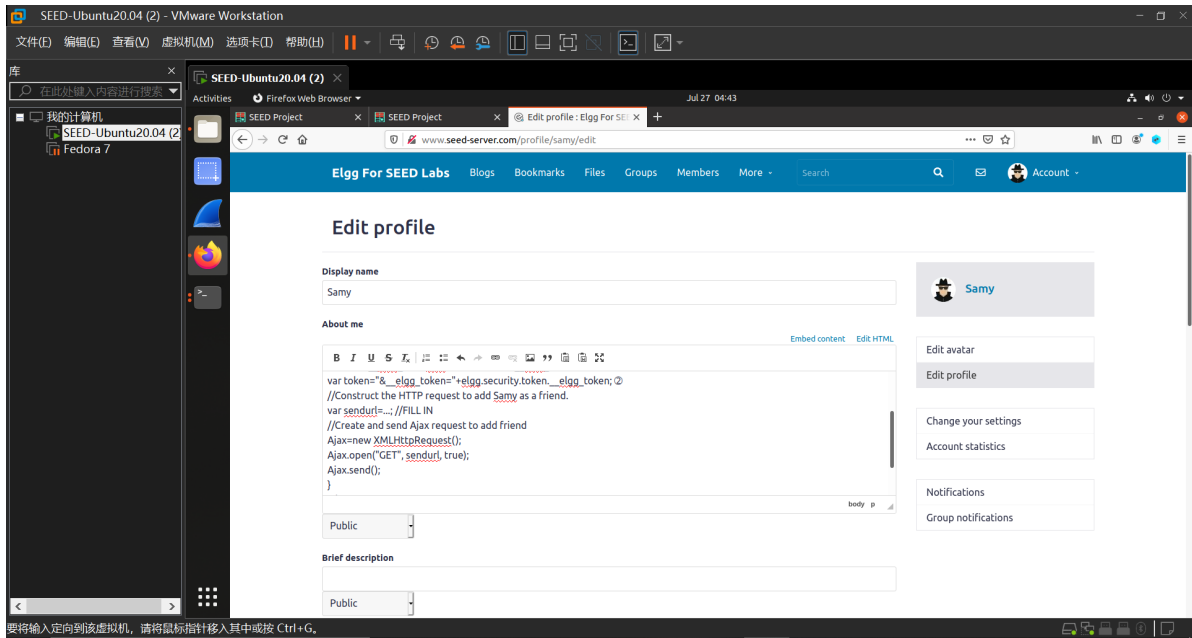 SEED-Ubuntu20.04 (2) - VMware Workstation
文件(F) 编辑(E) 查看(V) 虚拟机(M) 选项卡(T) 帮助(H)
库
在此处键入内容进行搜索
我的计算机
SEED-Ubuntu20.04 (2)
Fedora 7
SEED-Ubuntu20.04 (2)
Activities Firefox Web Browser Jul 27 04:43
SEED Project SEED Project Edit profile : Elgg For SEE
www.seed-server.com/profile/samy/edit
Elgg For SEED Labs Blogs Bookmarks Files Groups Members More Search Account
Edit profile
Display name
Samy
About me
Embed content Edit HTML
var token="&__elgg_token="+elgg.security.token.__elgg_token; ②
//Construct the HTTP request to add Samy as a friend.
var sendurl=...; //FILL IN
//Create and send Ajax request to add friend
Ajax=new XMLHttpRequest();
Ajax.open("GET", sendurl, true);
Ajax.send();
}
body p
Public
Brief description
Public
Samy
Edit avatar
Edit profile
Change your settings
Account statistics
Notifications
Group notifications
要将输入定向到该虚拟机，请将鼠标指针移入其中或按 Ctrl+G。